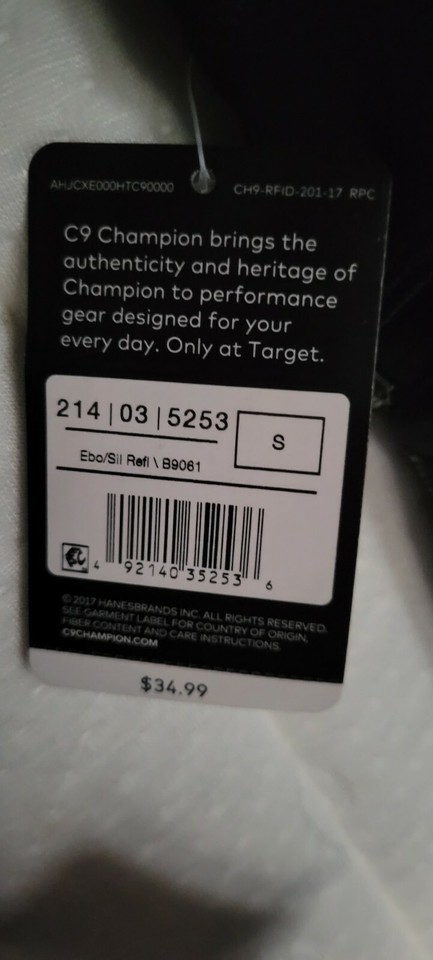 AHJCXE000HTC90000 CH9-RFID-201-17 RPC
C9 Champion brings the
authenticity and heritage of
Champion to performance
gear designed for your
every day. Only at Target.
214 | 03 | 5253
S
Ebo/Sil Refl \ B9061
4 92140 35253 6
© 2017 HANESBRANDS INC. ALL RIGHTS RESERVED.
SEE GARMENT LABEL FOR COUNTRY OF ORIGIN,
FIBER CONTENT AND CARE INSTRUCTIONS.
C9CHAMPION.COM
$34.99